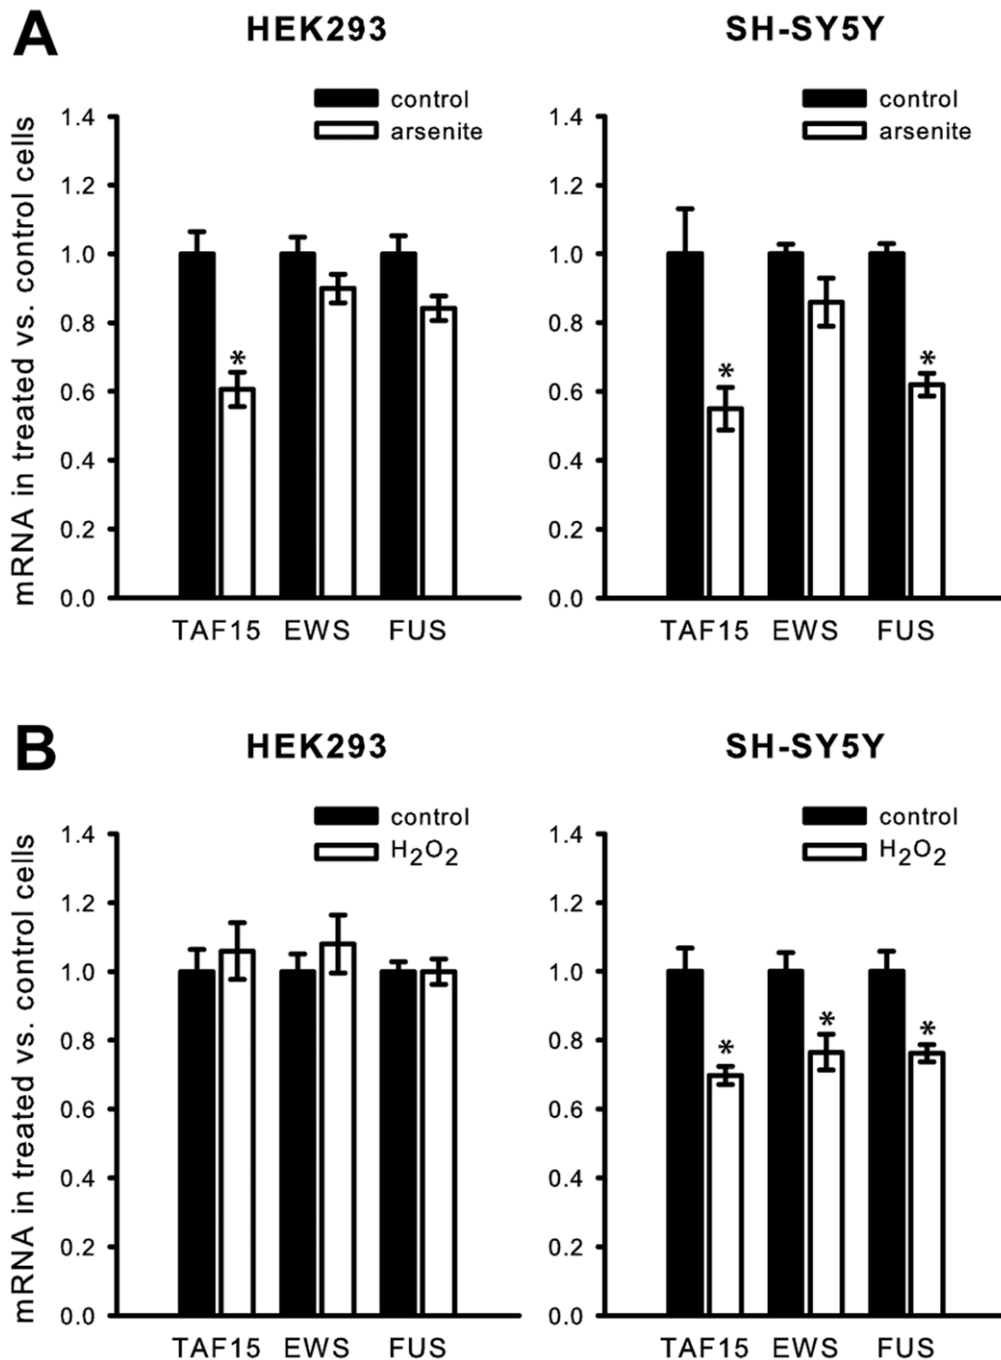 A
HEK293
SH-SY5Y
control
arsenite
control
arsenite
mRNA in treated vs. control cells
1.4
1.2
1.0
0.8
0.6
0.4
0.2
0.0
*
TAF15 EWS FUS
1.4
1.2
1.0
0.8
0.6
0.4
0.2
0.0
*
*
TAF15 EWS FUS
B
HEK293
SH-SY5Y
control
H2O2
control
H2O2
mRNA in treated vs. control cells
1.4
1.2
1.0
0.8
0.6
0.4
0.2
0.0
TAF15 EWS FUS
1.4
1.2
1.0
0.8
0.6
0.4
0.2
0.0
*
*
*
TAF15 EWS FUS